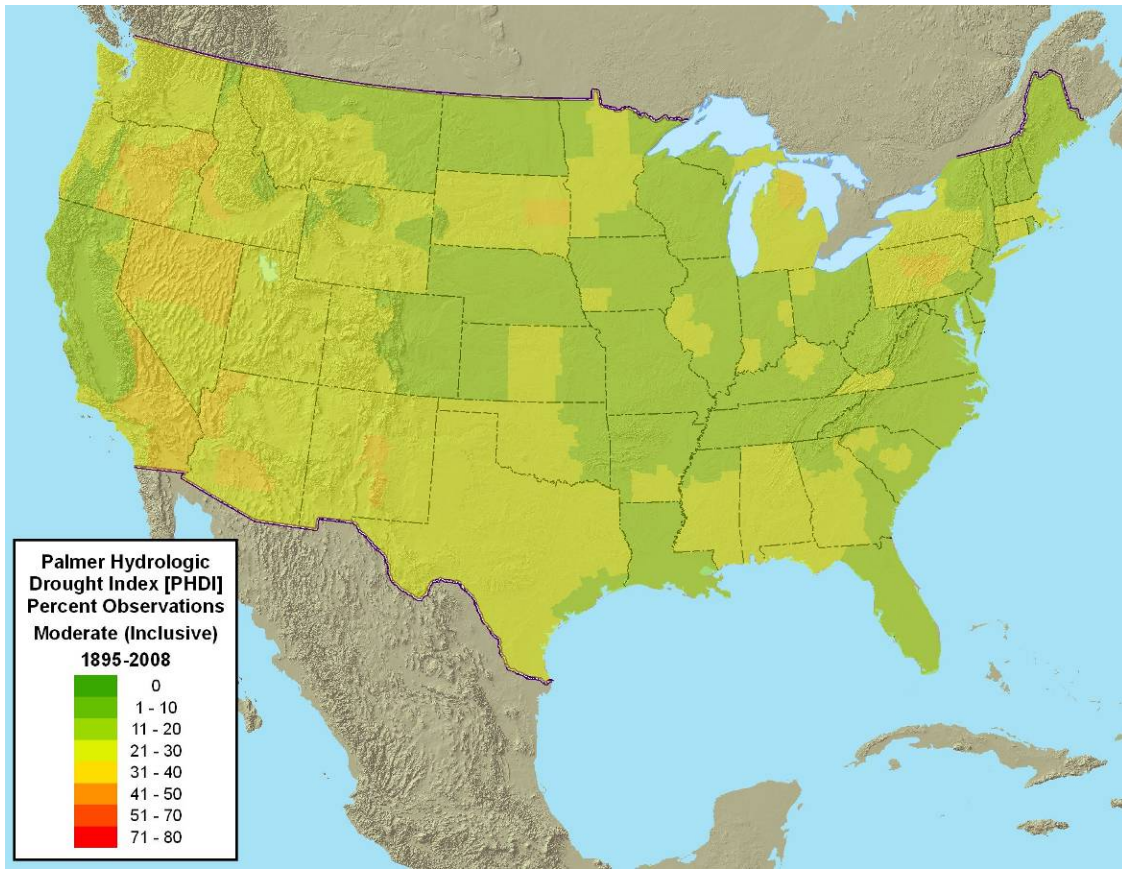 Palmer Hydrologic
Drought Index [PHDI]
Percent Observations
Moderate (Inclusive)
1895-2008
0
1 - 10
11 - 20
21 - 30
31 - 40
41 - 50
51 - 70
71 - 80